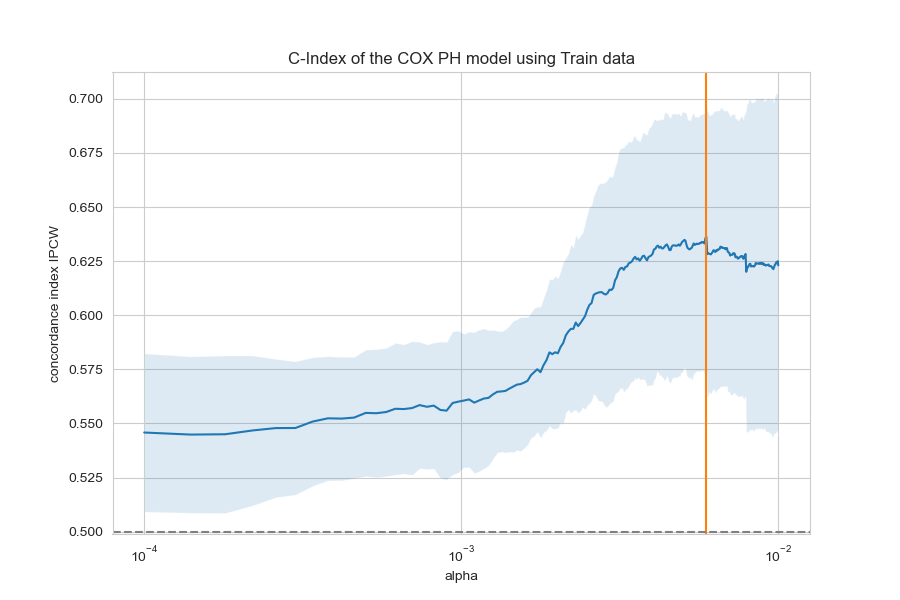 C-Index of the COX PH model using Train data
concordance index IPCW
0.700
0.675
0.650
0.625
0.600
0.575
0.550
0.525
0.500
10⁻⁴ 10⁻³ 10⁻²
alpha